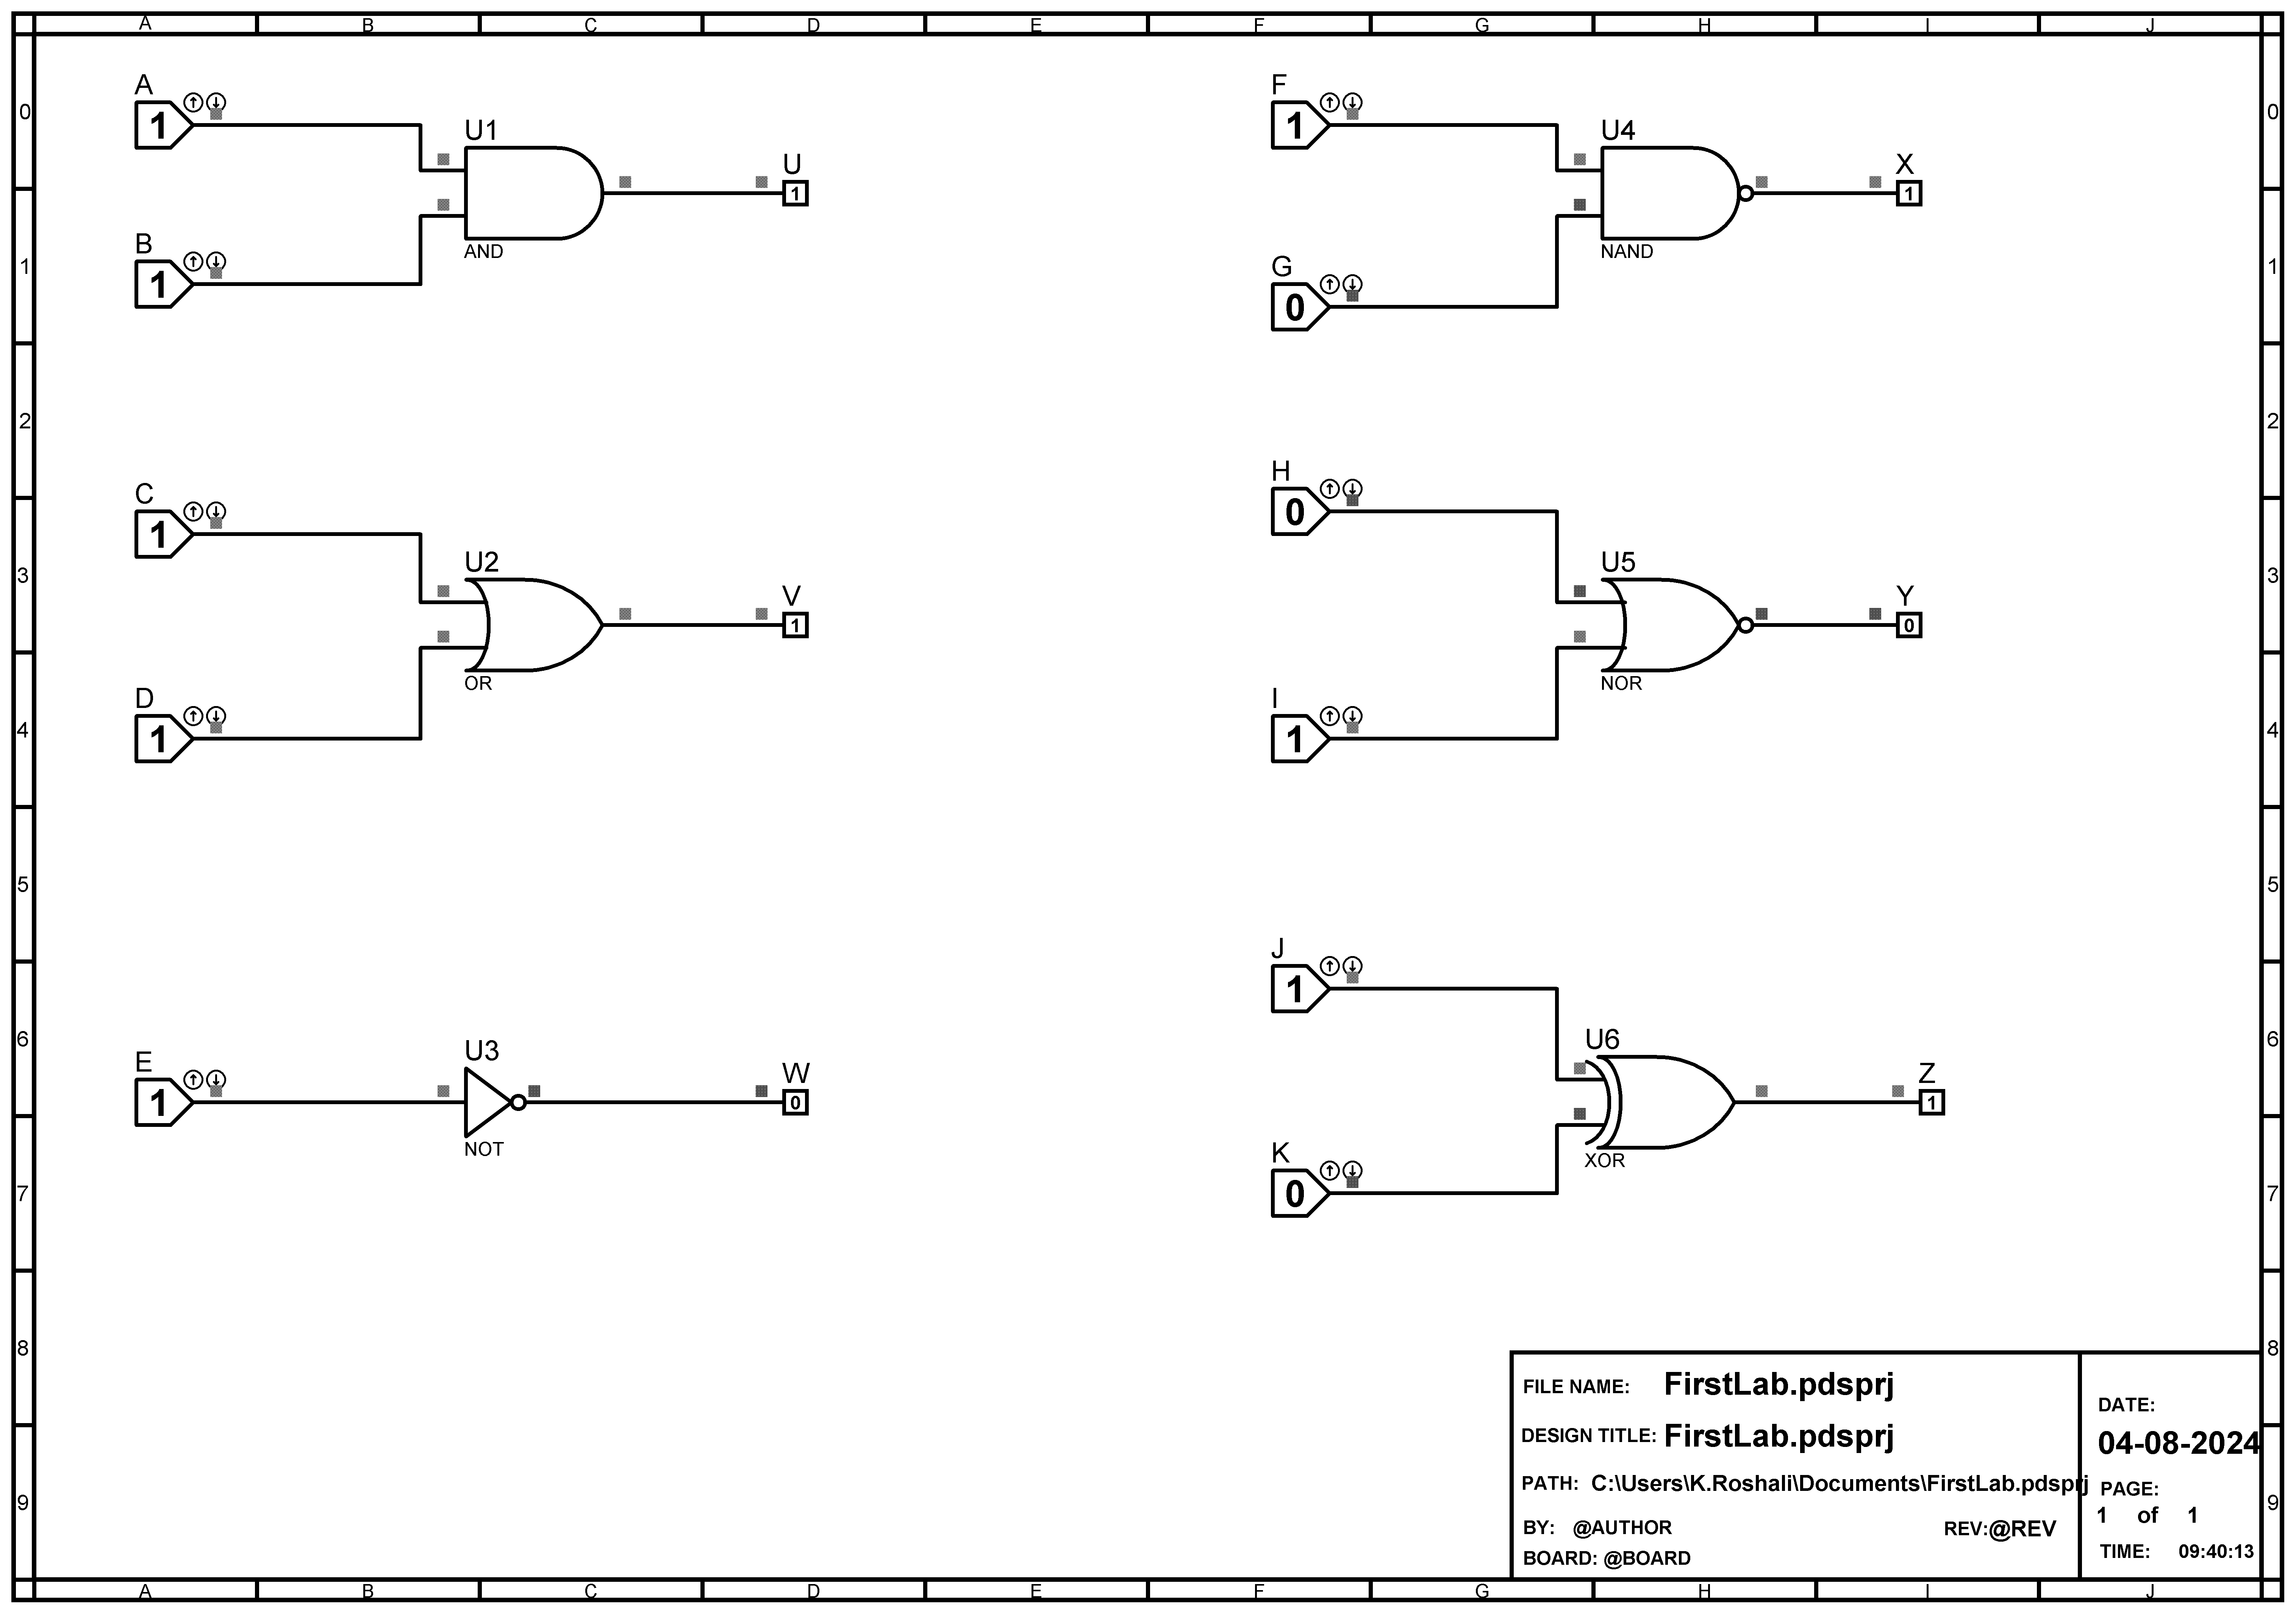 A B C D E F G H I J
0 0
1 1
2 2
3 3
4 4
5 5
6 6
7 7
8 8
9 9
A
1
B
1
U1
AND
U
1
C
1
D
1
U2
OR
V
1
E
1
U3
NOT
W
0
F
1
G
0
U4
NAND
X
1
H
0
I
1
U5
NOR
Y
0
J
1
K
0
U6
XOR
Z
1
FILE NAME: FirstLab.pdsprj
DESIGN TITLE: FirstLab.pdsprj
PATH: C:\Users\K.Roshali\Documents\FirstLab.pdsprj
BY: @AUTHOR REV:@REV
BOARD: @BOARD
DATE:
04-08-2024
PAGE:
1 of 1
TIME: 09:40:13
A B C D E F G H I J